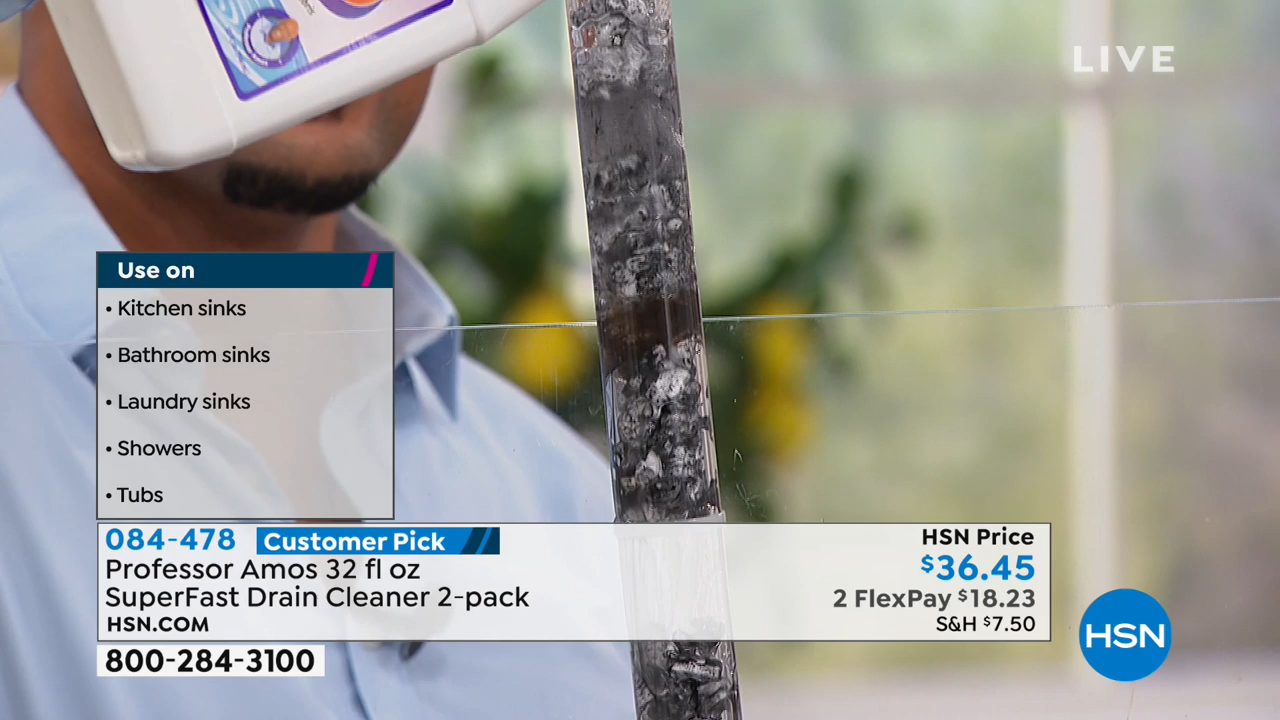 LIVE
Use on
• Kitchen sinks
• Bathroom sinks
• Laundry sinks
• Showers
• Tubs
084-478 Customer Pick
Professor Amos 32 fl oz
SuperFast Drain Cleaner 2-pack
HSN.COM
800-284-3100
HSN Price
$36.45
2 FlexPay $18.23
S&H $7.50
HSN